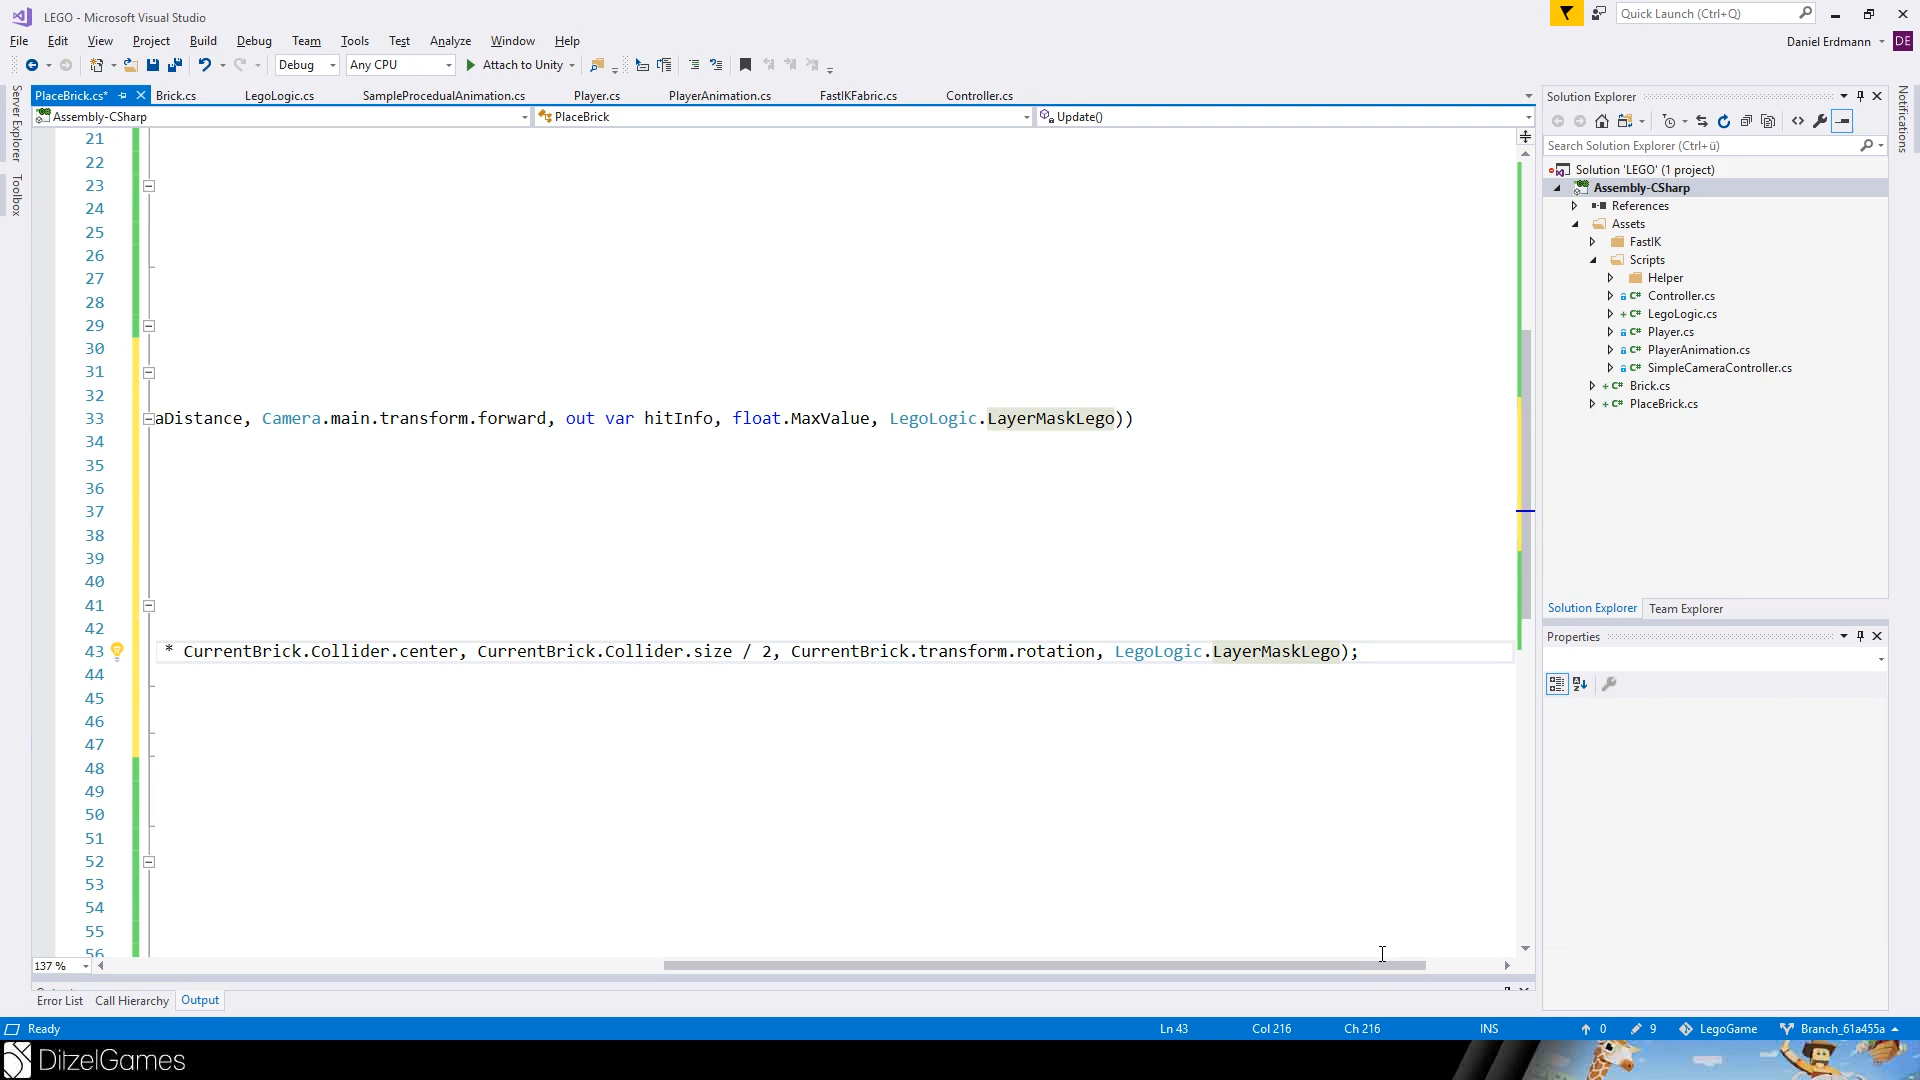 LEGO - Microsoft Visual Studio
Quick Launch (Ctrl+Q)
File Edit View Project Build Debug Team Tools Test Analyze Window Help
Daniel Erdmann DE
Debug Any CPU Attach to Unity
PlaceBrick.cs* Brick.cs LegoLogic.cs SampleProcedualAnimation.cs Player.cs PlayerAnimation.cs FastIKFabric.cs Controller.cs
Assembly-CSharp PlaceBrick Update()
Server Explorer
Toolbox
21
22
23
24
25
26
27
28
29
30
31
32
33 aDistance, Camera.main.transform.forward, out var hitInfo, float.MaxValue, LegoLogic.LayerMaskLego))
34
35
36
37
38
39
40
41
42
43 * CurrentBrick.Collider.center, CurrentBrick.Collider.size / 2, CurrentBrick.transform.rotation, LegoLogic.LayerMaskLego);
44
45
46
47
48
49
50
51
52
53
54
55
56
137 %
Error List Call Hierarchy Output
Solution Explorer
Search Solution Explorer (Ctrl+ü)
Solution 'LEGO' (1 project)
Assembly-CSharp
References
Assets
FastIK
Scripts
Helper
C# Controller.cs
C# LegoLogic.cs
C# Player.cs
C# PlayerAnimation.cs
C# SimpleCameraController.cs
C# Brick.cs
C# PlaceBrick.cs
Solution Explorer Team Explorer
Properties
Notifications
Ready Ln 43 Col 216 Ch 216 INS 0 9 LegoGame Branch_61a455a
DitzelGames